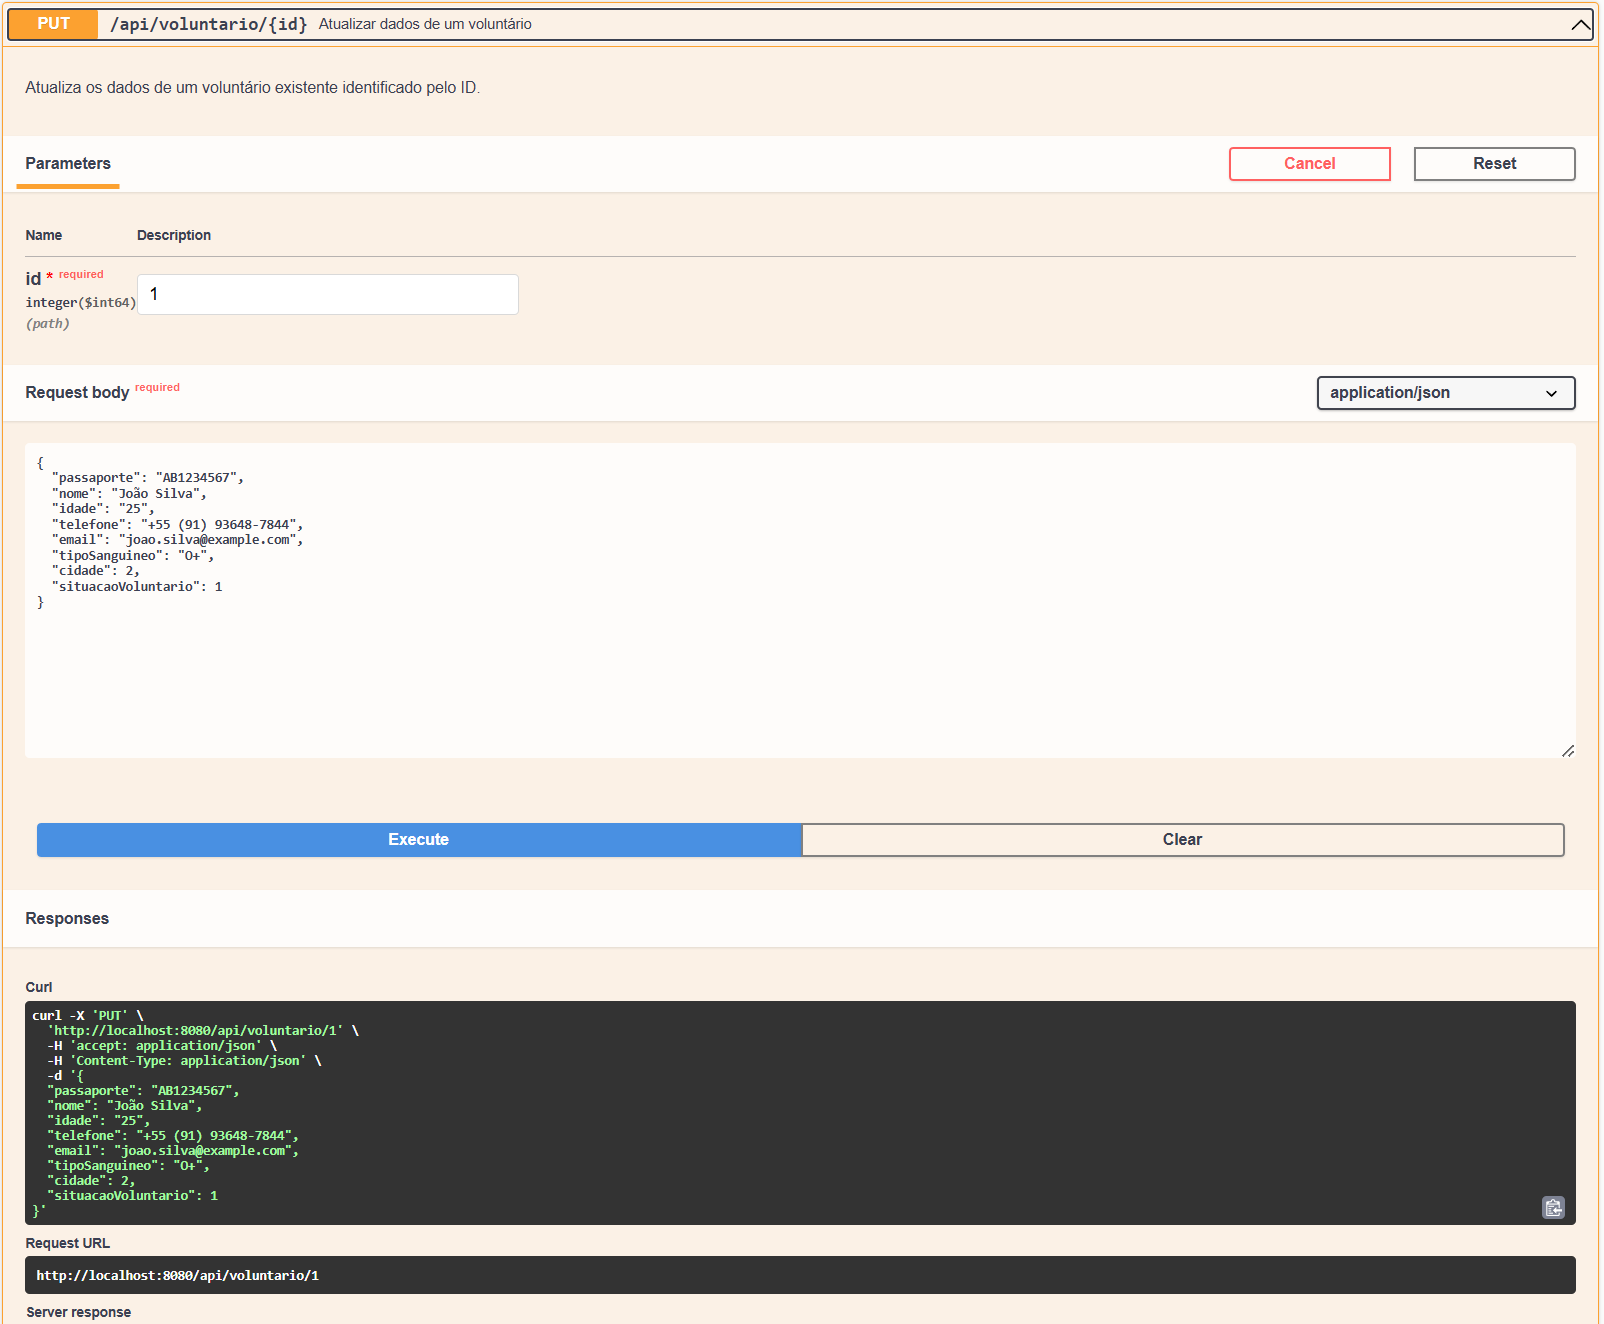 PUT /api/voluntario/{id} Atualizar dados de um voluntário
Atualiza os dados de um voluntário existente identificado pelo ID.
Parameters Cancel Reset
Name Description
id * required
integer($int64)
(path)
1
Request body required application/json
{
  "passaporte": "AB1234567",
  "nome": "João Silva",
  "idade": "25",
  "telefone": "+55 (91) 93648-7844",
  "email": "joao.silva@example.com",
  "tipoSanguineo": "O+",
  "cidade": 2,
  "situacaoVoluntario": 1
}
Execute Clear
Responses
Curl
curl -X 'PUT' \
  'http://localhost:8080/api/voluntario/1' \
  -H 'accept: application/json' \
  -H 'Content-Type: application/json' \
  -d '{
  "passaporte": "AB1234567",
  "nome": "João Silva",
  "idade": "25",
  "telefone": "+55 (91) 93648-7844",
  "email": "joao.silva@example.com",
  "tipoSanguineo": "O+",
  "cidade": 2,
  "situacaoVoluntario": 1
}'
Request URL
http://localhost:8080/api/voluntario/1
Server response